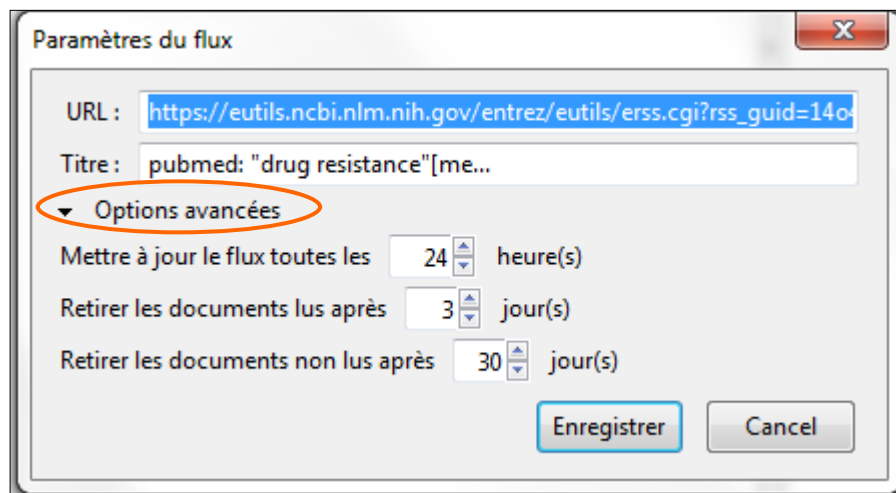 Paramètres du flux
URL : https://eutils.ncbi.nlm.nih.gov/entrez/eutils/erss.cgi?rss_guid=14o
Titre : pubmed: "drug resistance"[me...
Options avancées
Mettre à jour le flux toutes les 24 heure(s)
Retirer les documents lus après 3 jour(s)
Retirer les documents non lus après 30 jour(s)
Enregistrer Cancel